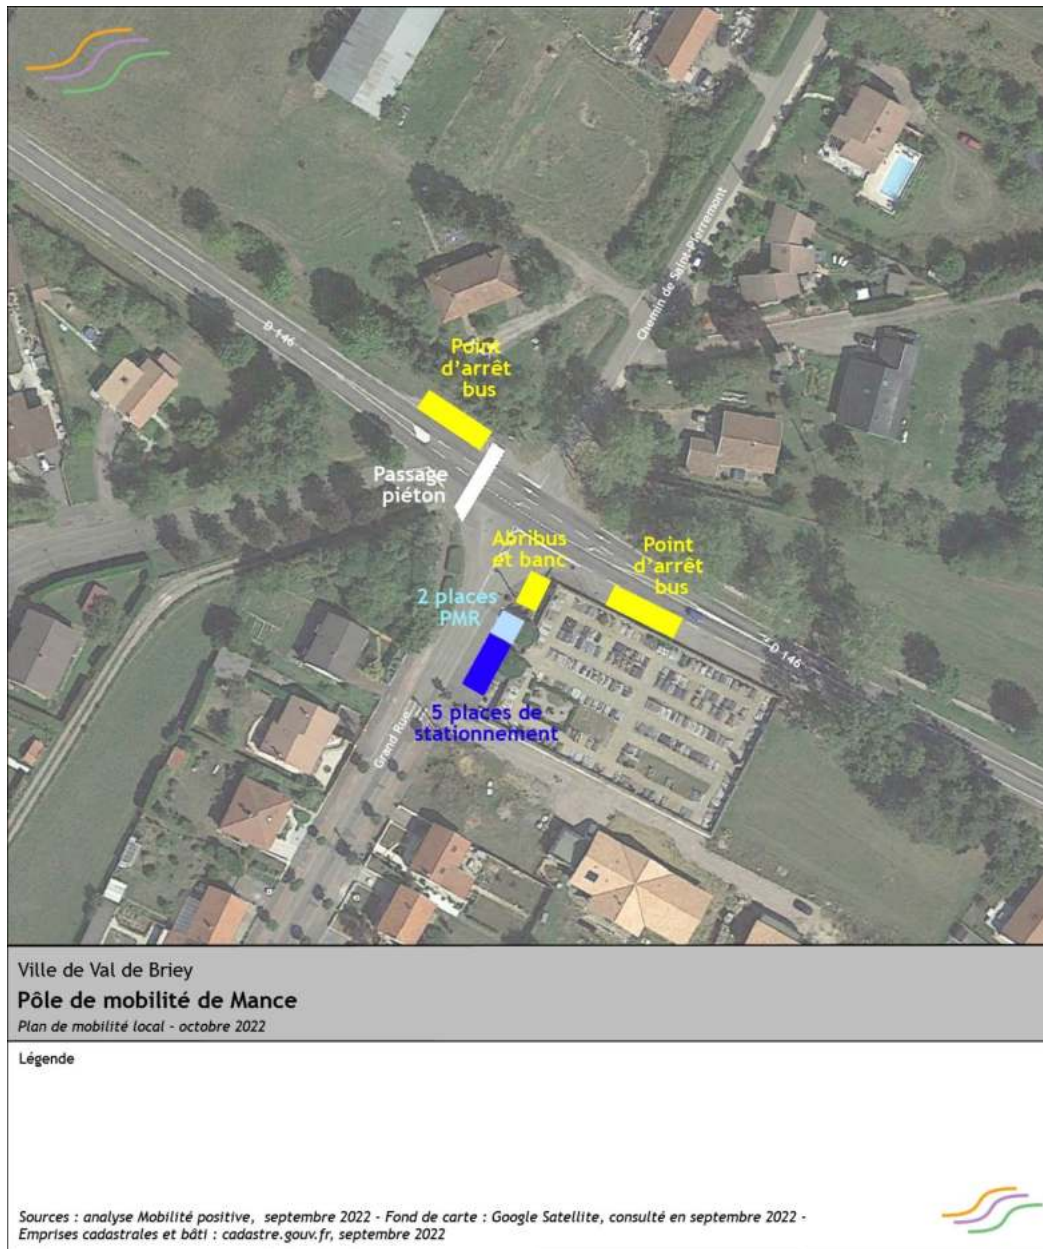 Chemin de Saint-Pierremont
D 146
Point
d'arrêt
bus
Passage
piéton
Abribus
et banc
Point
d'arrêt
bus
2 places
PMR
D 146
5 places de
stationnement
Grand Rue
Ville de Val de Briey
Pôle de mobilité de Mance
Plan de mobilité local - octobre 2022
Légende
Sources : analyse Mobilité positive, septembre 2022 - Fond de carte : Google Satellite, consulté en septembre 2022 -
Emprises cadastrales et bâti : cadastre.gouv.fr, septembre 2022